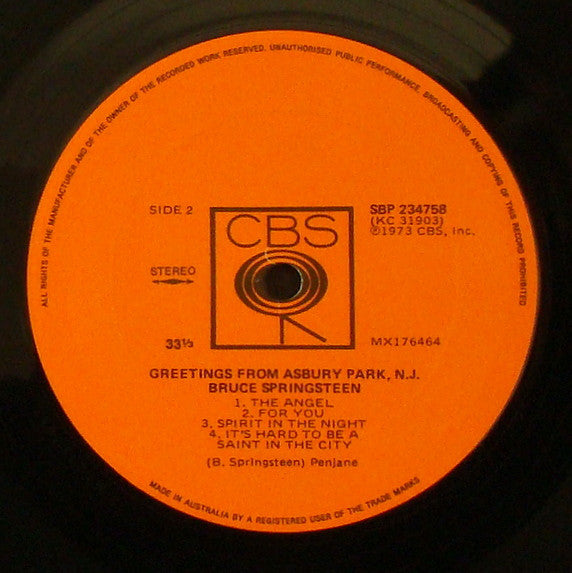 ALL RIGHTS OF THE MANUFACTURER AND OF THE OWNER OF THE RECORDED WORK RESERVED. UNAUTHORISED PUBLIC PERFORMANCE, BROADCASTING AND COPYING OF THIS RECORD PROHIBITED
SIDE 2
CBS
SBP 234758
(KC 31903)
℗1973 CBS, Inc.
STEREO
33⅓
MX176464
GREETINGS FROM ASBURY PARK, N.J.
BRUCE SPRINGSTEEN
1. THE ANGEL
2. FOR YOU
3. SPIRIT IN THE NIGHT
4. IT'S HARD TO BE A
SAINT IN THE CITY
(B. Springsteen) Penjane
MADE IN AUSTRALIA BY A REGISTERED USER OF THE TRADE MARKS